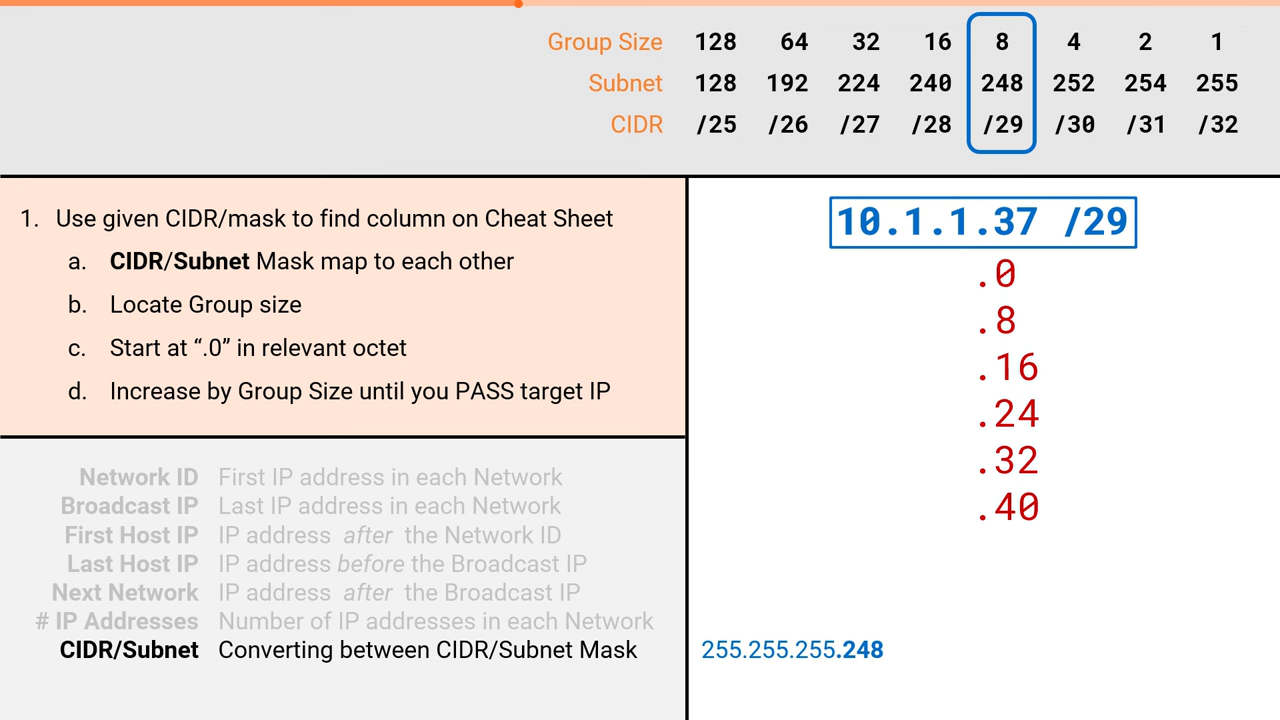 Group Size 128 64 32 16 8 4 2 1
Subnet 128 192 224 240 248 252 254 255
CIDR /25 /26 /27 /28 /29 /30 /31 /32
1. Use given CIDR/mask to find column on Cheat Sheet
a. CIDR/Subnet Mask map to each other
b. Locate Group size
c. Start at “.0” in relevant octet
d. Increase by Group Size until you PASS target IP
Network ID First IP address in each Network
Broadcast IP Last IP address in each Network
First Host IP IP address after the Network ID
Last Host IP IP address before the Broadcast IP
Next Network IP address after the Broadcast IP
# IP Addresses Number of IP addresses in each Network
CIDR/Subnet Converting between CIDR/Subnet Mask
10.1.1.37 /29
.0
.8
.16
.24
.32
.40
255.255.255.248